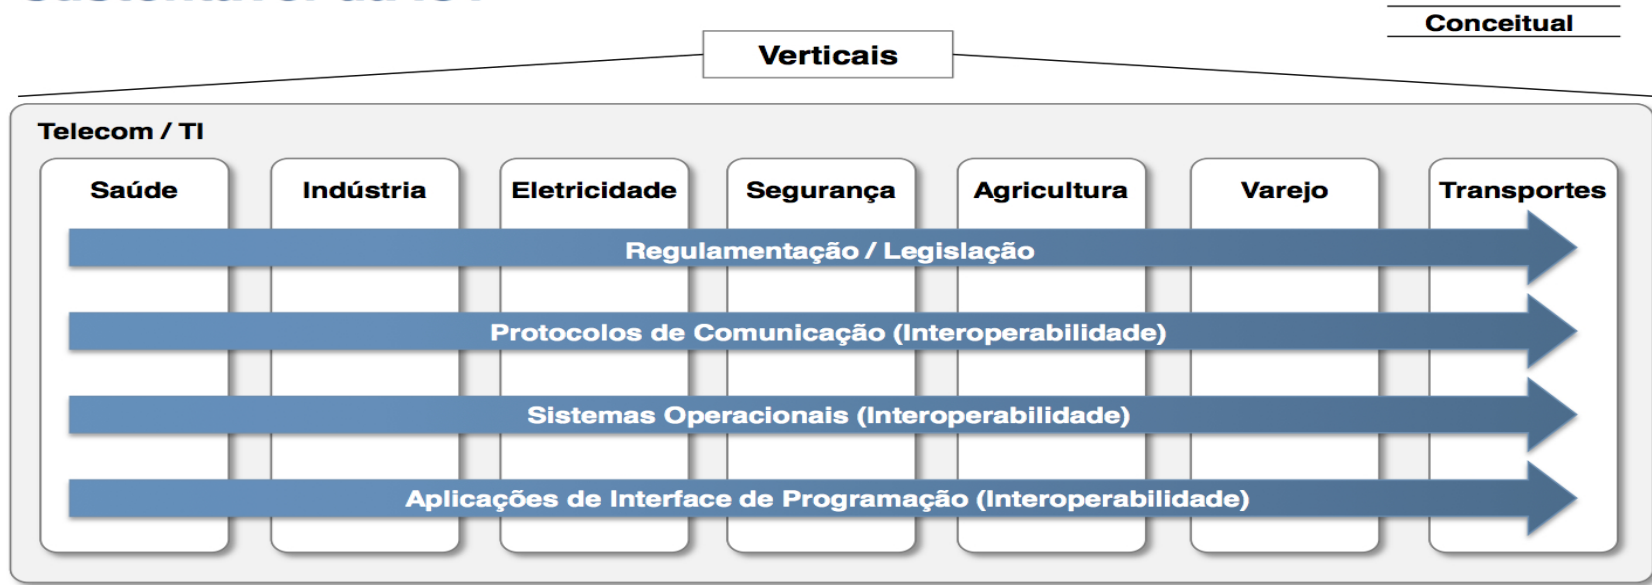 Conceitual
Verticais
Telecom / TI
Saúde
Indústria
Eletricidade
Segurança
Agricultura
Varejo
Transportes
Regulamentação / Legislação
Protocolos de Comunicação (Interoperabilidade)
Sistemas Operacionais (Interoperabilidade)
Aplicações de Interface de Programação (Interoperabilidade)